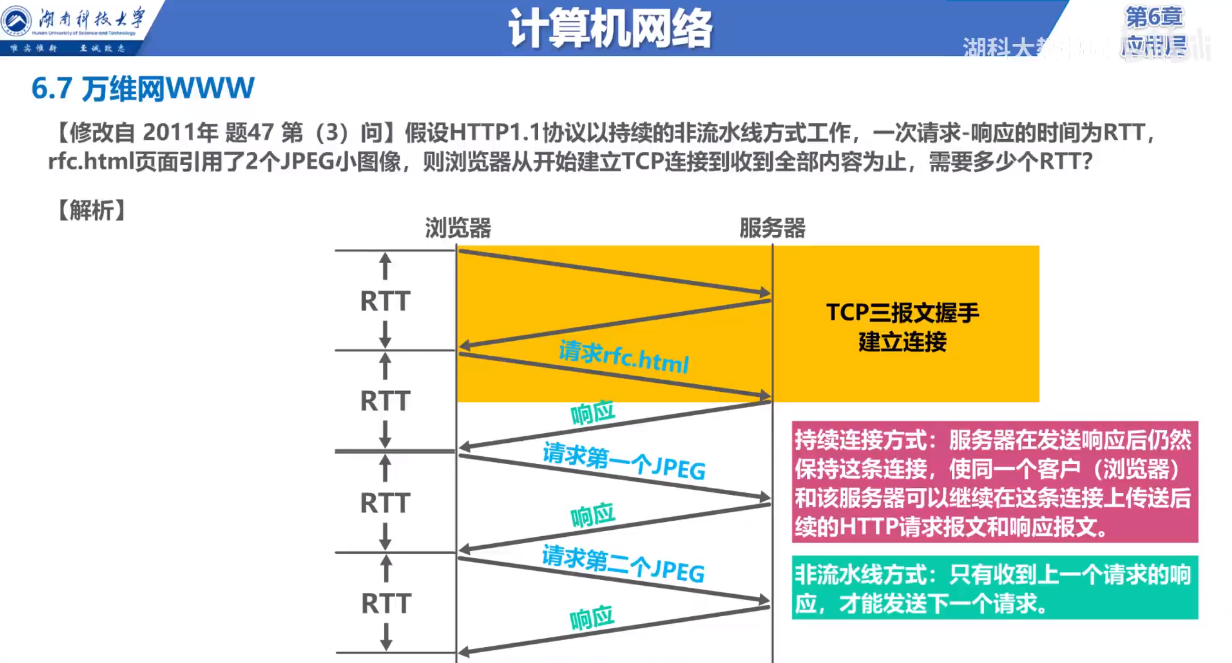 湖南科技大学
Hunan University of Science and Technology
唯实惟新 至诚致志
计算机网络
第6章
应用层
湖科大教
6.7 万维网WWW
【修改自 2011年 题47 第（3）问】假设HTTP1.1协议以持续的非流水线方式工作，一次请求-响应的时间为RTT，
rfc.html页面引用了2个JPEG小图像，则浏览器从开始建立TCP连接到收到全部内容为止，需要多少个RTT？
【解析】
浏览器
服务器
RTT
TCP三报文握手
建立连接
请求rfc.html
RTT
响应
请求第一个JPEG
RTT
响应
请求第二个JPEG
RTT
响应
持续连接方式：服务器在发送响应后仍然
保持这条连接，使同一个客户（浏览器）
和该服务器可以继续在这条连接上传送后
续的HTTP请求报文和响应报文。
非流水线方式：只有收到上一个请求的响
应，才能发送下一个请求。